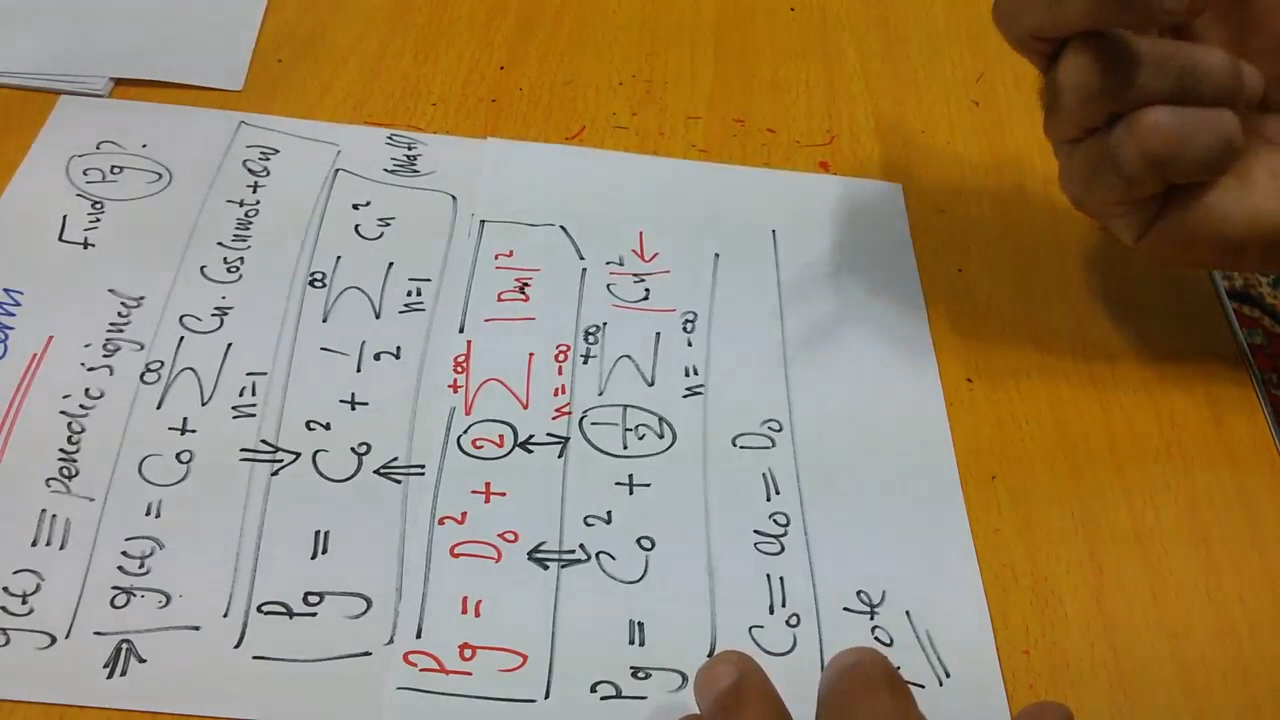 g(t) ≡ periodic signal Find Pg?
⇒ g(t) = C₀ + ∑_{n=1}^{∞} Cn · Cos(nω₀t + θn)
⇓
Pg = C₀² + 1/2 ∑_{n=1}^{∞} Cn² (Watt)
⇑
Pg = D₀² + 2 ∑_{n=-∞}^{+∞} |Dn|²
⇕ ↕
Pg = C₀² + 1/2 ∑_{n=-∞}^{+∞} |Cn|² ←
C₀ = a₀ = D₀